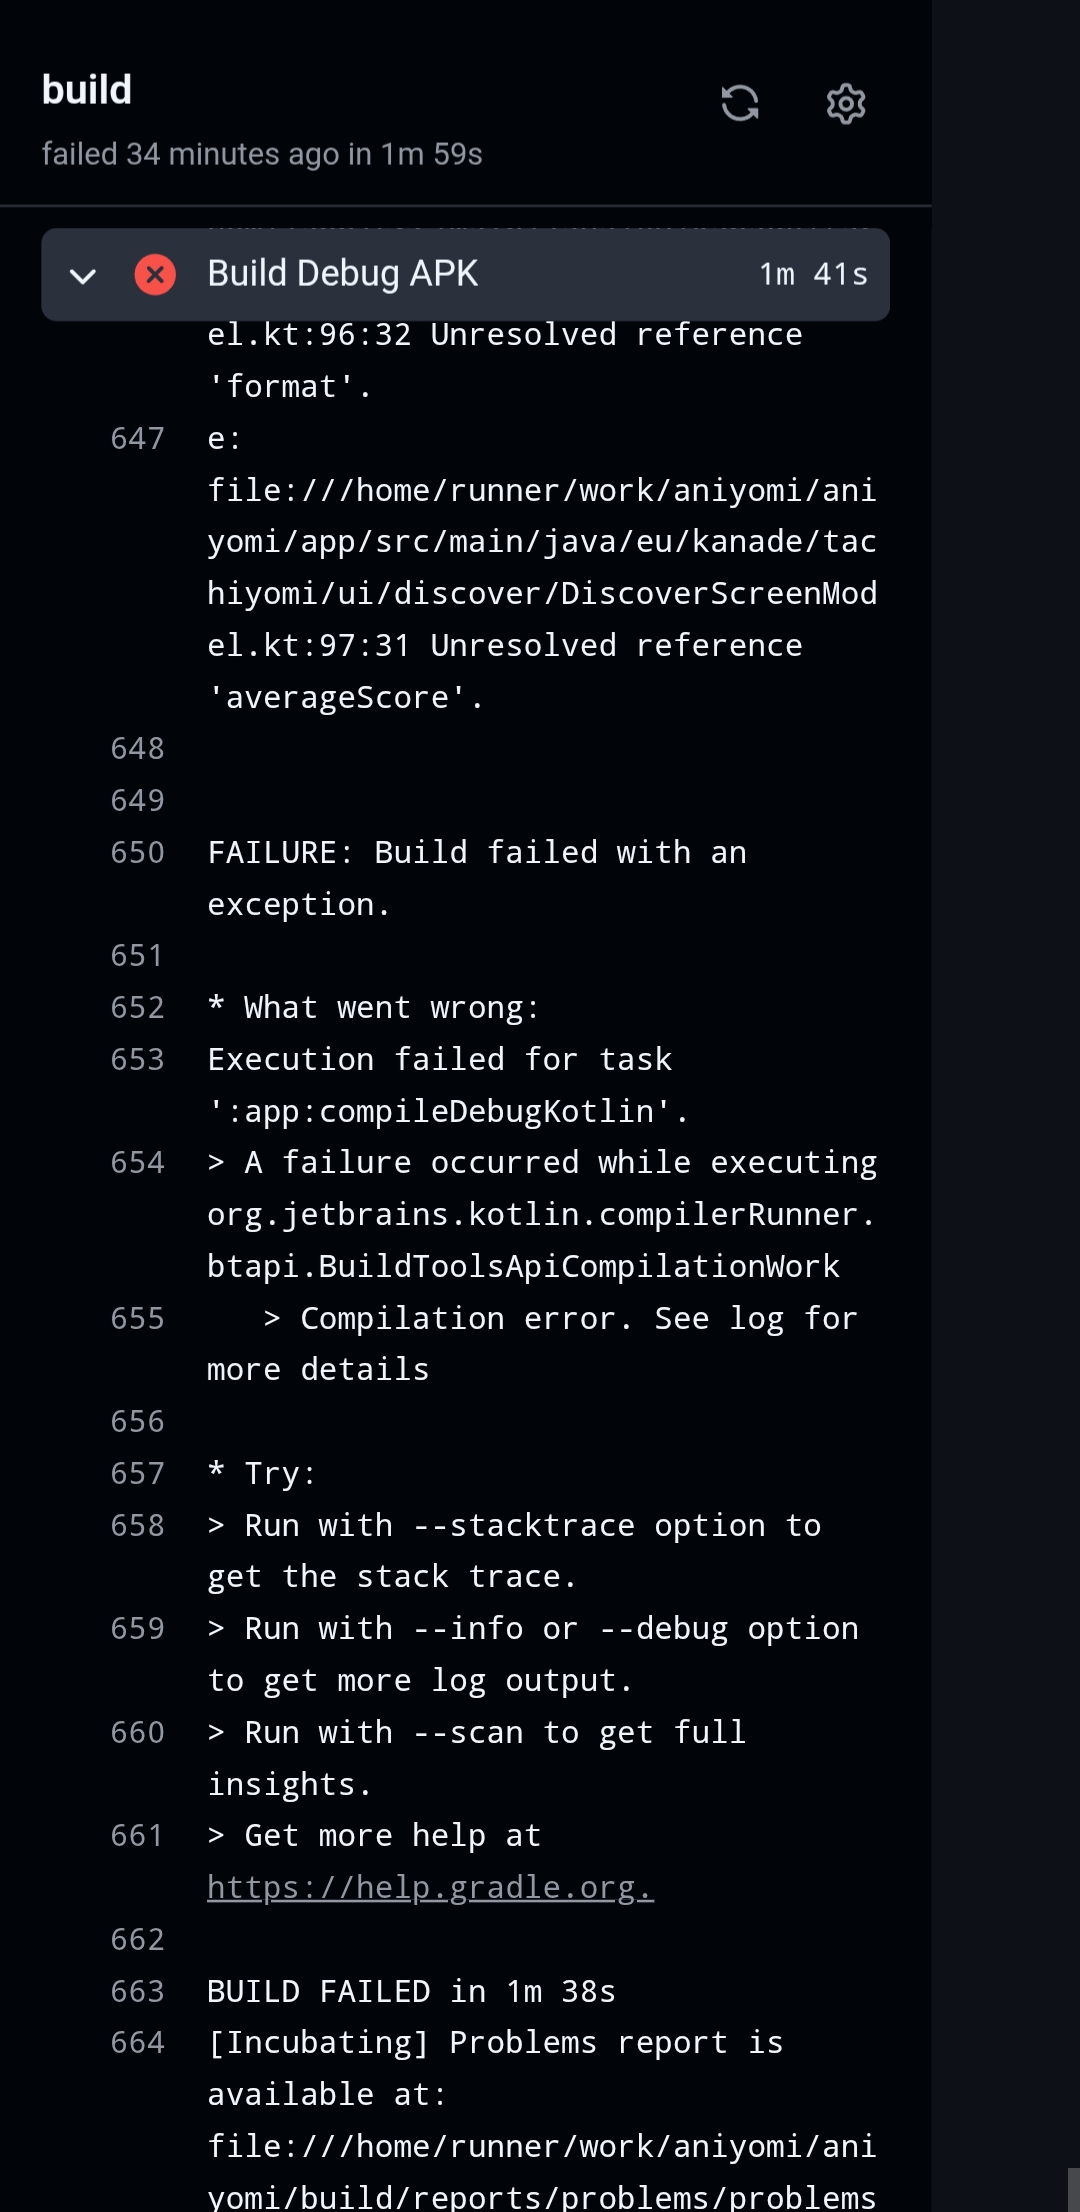 build
failed 34 minutes ago in 1m 59s
Build Debug APK 1m 41s
el.kt:96:32 Unresolved reference
'format'.
647 e:
file:///home/runner/work/aniyomi/ani
yomi/app/src/main/java/eu/kanade/tac
hiyomi/ui/discover/DiscoverScreenMod
el.kt:97:31 Unresolved reference
'averageScore'.
648
649
650 FAILURE: Build failed with an
exception.
651
652 * What went wrong:
653 Execution failed for task
':app:compileDebugKotlin'.
654 > A failure occurred while executing
org.jetbrains.kotlin.compilerRunner.
btapi.BuildToolsApiCompilationWork
655 > Compilation error. See log for
more details
656
657 * Try:
658 > Run with --stacktrace option to
get the stack trace.
659 > Run with --info or --debug option
to get more log output.
660 > Run with --scan to get full
insights.
661 > Get more help at
https://help.gradle.org.
662
663 BUILD FAILED in 1m 38s
664 [Incubating] Problems report is
available at:
file:///home/runner/work/aniyomi/ani
yomi/build/reports/problems/problems